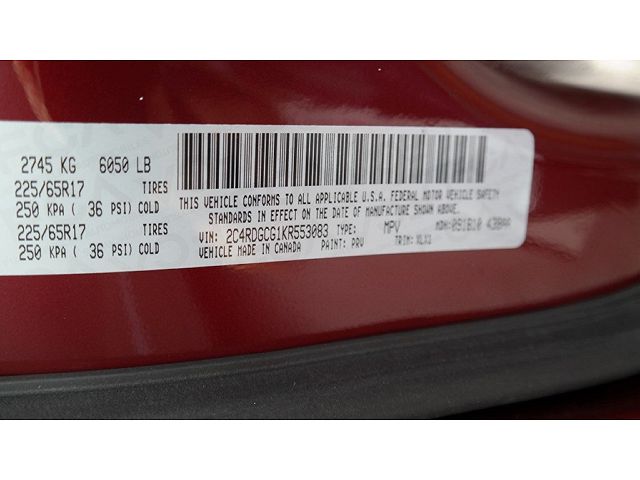 2745 KG 6050 LB
225/65R17 TIRES
250 KPA ( 36 PSI) COLD
225/65R17 TIRES
250 KPA ( 36 PSI) COLD
THIS VEHICLE CONFORMS TO ALL APPLICABLE U.S.A. FEDERAL MOTOR VEHICLE SAFETY
STANDARDS IN EFFECT ON THE DATE OF MANUFACTURE SHOWN ABOVE.
VIN: 2C4RDGCG1KR553083 TYPE: MPV MDH:
VEHICLE MADE IN CANADA PAINT: PRV TRIM: